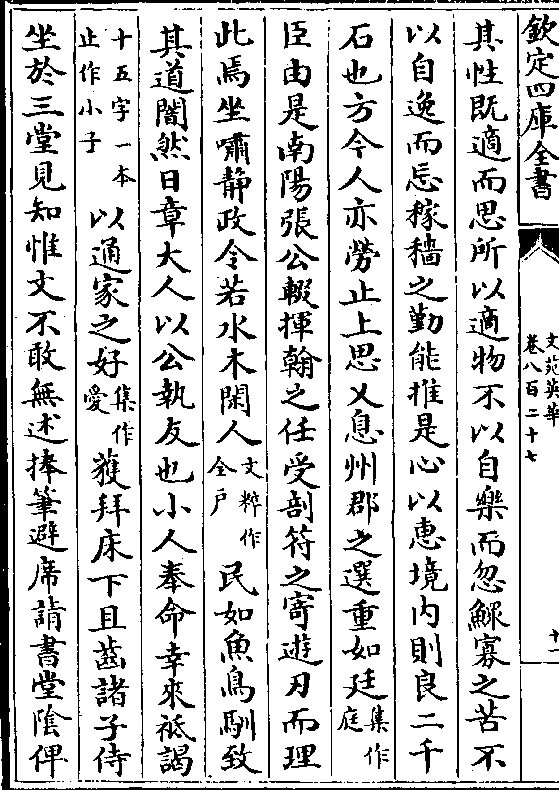 欽定四庫全書
文苑英華
卷八百二十七
十一
其性既適而思所以適物不以自樂而忽鰥寡之苦不
以自逸而忘稼穡之勤能推是心以惠境内則良二千
石也方今人亦勞止上思乂息州郡之選重如廷集作庭
臣由是南陽張公輟揮翰之任受剖符之寄遊刃而理
此焉坐嘯静政令若水木閑人文粹作全户民如魚鳥馴致
其道闇然日章大人以公執友也小人奉命幸來祗謁
十五字一本止作小子以通家之好集作愛獲拜床下且齒諸子侍
坐於三堂見知惟文不敢無述捧筆避席請書堂陰俾